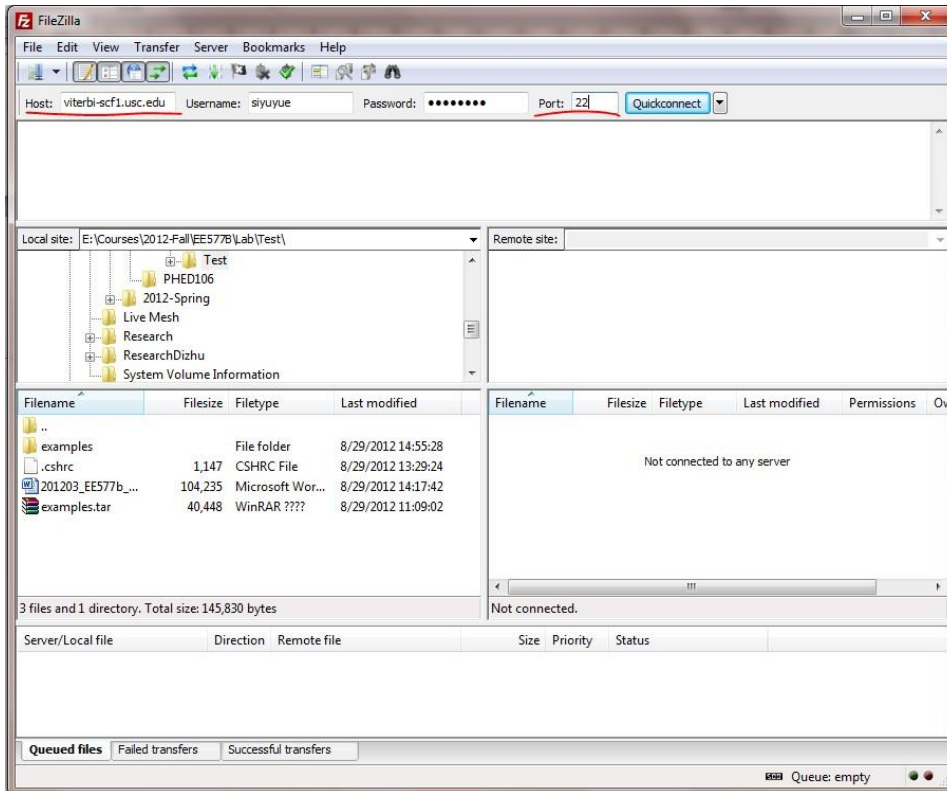 FileZilla
File Edit View Transfer Server Bookmarks Help
Host: viterbi-scf1.usc.edu Username: siyuyue Password: •••••••• Port: 22 Quickconnect
Local site: E:\Courses\2012-Fall\EE577B\Lab\Test\
Remote site:
Test
PHED106
2012-Spring
Live Mesh
Research
ResearchDizhu
System Volume Information
Filename Filesize Filetype Last modified
..
examples File folder 8/29/2012 14:55:28
.cshrc 1,147 CSHRC File 8/29/2012 13:29:24
201203_EE577b_... 104,235 Microsoft Wor... 8/29/2012 14:17:42
examples.tar 40,448 WinRAR ???? 8/29/2012 11:09:02
3 files and 1 directory. Total size: 145,830 bytes
Filename Filesize Filetype Last modified Permissions Ov
Not connected to any server
Not connected.
Server/Local file Direction Remote file Size Priority Status
Queued files Failed transfers Successful transfers
Queue: empty